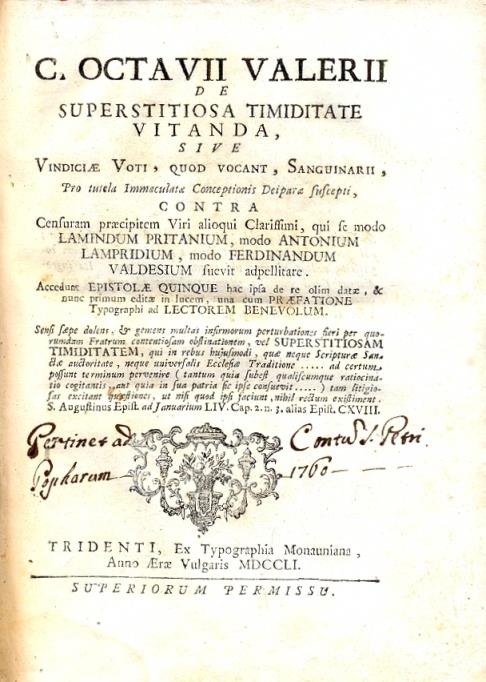 C. OCTAVII VALERII
DE
SUPERSTITIOSA TIMIDITATE
VITANDA,
SIVE
VINDICIÆ VOTI, QUOD VOCANT, SANGUINARII,
Pro tutela Immaculatæ Conceptionis Deiparæ suscepti,
CONTRA
Censuram præcipitem Viri alioqui Clarissimi, qui se modo
LAMINDUM PRITANIUM, modo ANTONIUM
LAMPRIDIUM, modo FERDINANDUM
VALDESIUM suevit adpellitare.
Accedunt EPISTOLÆ QUINQUE hac ipsa de re olim datæ, &
nunc primum editæ in lucem, una cum PRÆFATIONE
Typographi ad LECTOREM BENEVOLUM.
Sensi sæpe dolens, & gemens multas infirmorum perturbationes fieri per quo-
rumdam Fratrum contentiosam obstinationem, vel SUPERSTITIOSAM
TIMIDITATEM, qui in rebus hujusmodi, quæ neque Scripturæ San-
ctæ auctoritate, neque universalis Ecclesiæ Traditione ..... ad certum
possunt terminum pervenire (tantum quia subest qualiscumque ratiocina-
tio cogitantis, aut quia in sua patria sic ipse consuevit .....) tam litigio-
sas excitant quæstiones, ut nisi quod ipsi faciunt, nihil rectum existiment.
S. Augustinus Epist. ad Januarium LIV. Cap. 2. n. 3. alias Epist. CXVIII.
Pertinet ad Contu. S. Petri
Popharum 1760
TRIDENTI, Ex Typographia Monauniana,
Anno Æræ Vulgaris MDCCLI.
SUPERIORUM PERMISSU.